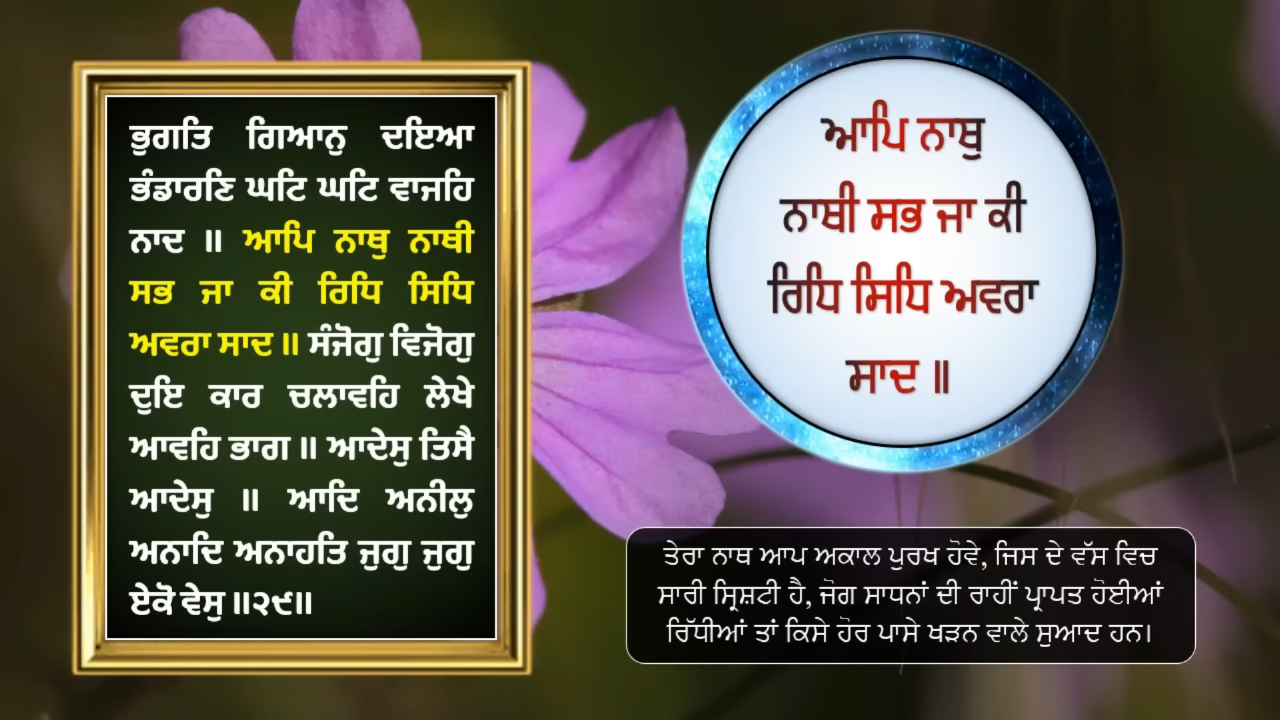 ਭੁਗਤਿ ਗਿਆਨੁ ਦਇਆ
ਭੰਡਾਰਣਿ ਘਟਿ ਘਟਿ ਵਾਜਹਿ
ਨਾਦ ॥ ਆਪਿ ਨਾਥੁ ਨਾਥੀ
ਸਭ ਜਾ ਕੀ ਰਿਧਿ ਸਿਧਿ
ਅਵਰਾ ਸਾਦ ॥ ਸੰਜੋਗੁ ਵਿਜੋਗੁ
ਦੁਇ ਕਾਰ ਚਲਾਵਹਿ ਲੇਖੇ
ਆਵਹਿ ਭਾਗ ॥ ਆਦੇਸੁ ਤਿਸੈ
ਆਦੇਸੁ ॥ ਆਦਿ ਅਨੀਲੁ
ਅਨਾਦਿ ਅਨਾਹਤਿ ਜੁਗੁ ਜੁਗੁ
ਏਕੋ ਵੇਸੁ ॥੨੯॥
ਆਪਿ ਨਾਥੁ
ਨਾਥੀ ਸਭ ਜਾ ਕੀ
ਰਿਧਿ ਸਿਧਿ ਅਵਰਾ
ਸਾਦ ॥
ਤੇਰਾ ਨਾਥ ਆਪ ਅਕਾਲ ਪੁਰਖ ਹੋਵੇ, ਜਿਸ ਦੇ ਵੱਸ ਵਿਚ
ਸਾਰੀ ਸ੍ਰਿਸ਼ਟੀ ਹੈ, ਜੋਗ ਸਾਧਨਾਂ ਦੀ ਰਾਹੀਂ ਪ੍ਰਾਪਤ ਹੋਈਆਂ
ਰਿੱਧੀਆਂ ਤਾਂ ਕਿਸੇ ਹੋਰ ਪਾਸੇ ਖੜਨ ਵਾਲੇ ਸੁਆਦ ਹਨ।